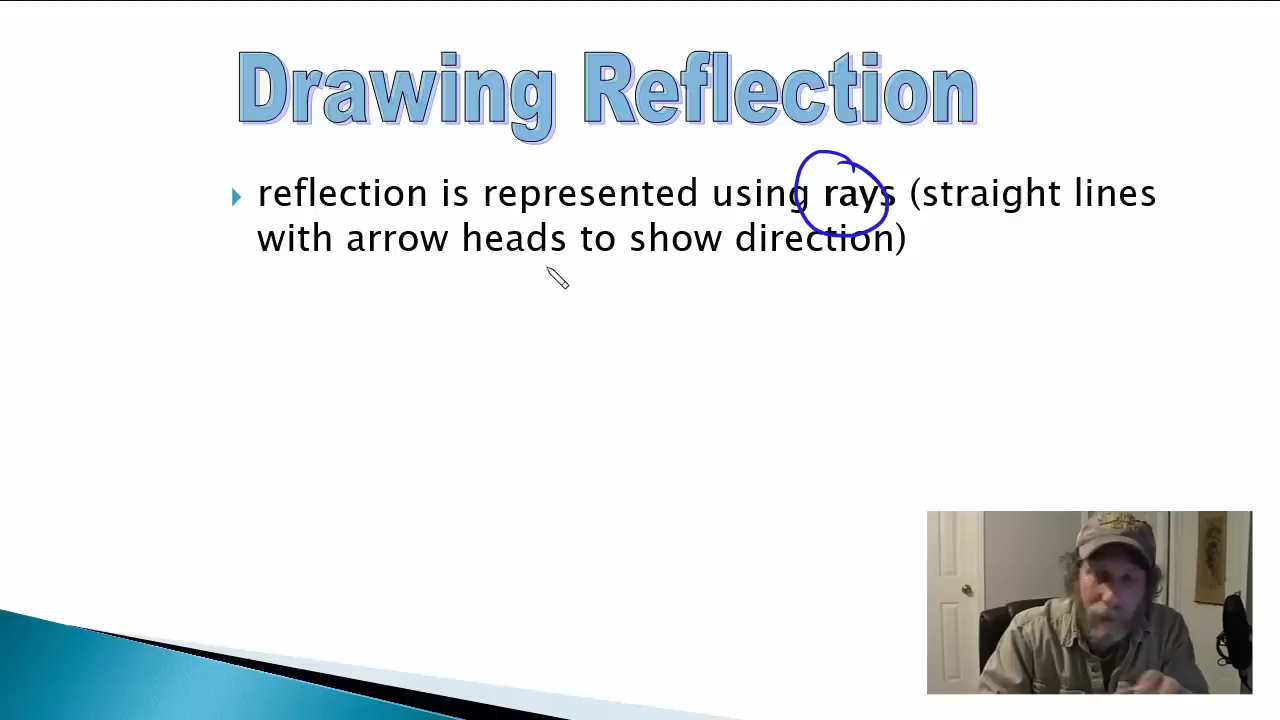 Drawing Reflection
reflection is represented using rays (straight lines
with arrow heads to show direction)